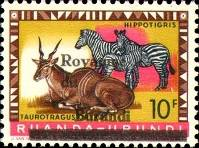 HIPPOTIGRIS
Royaume du
TAUROTRAGUS
Burundi
10F
RUANDA-URUNDI